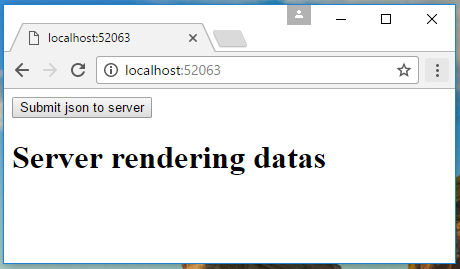 localhost:52063
localhost:52063
Submit json to server
Server rendering datas